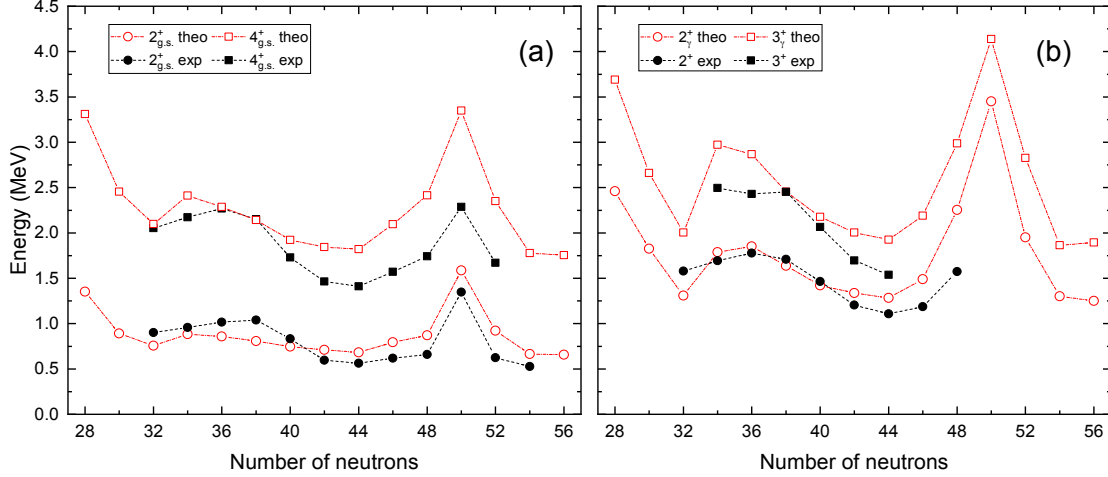 2⁺g.s. theo 4⁺g.s. theo
2⁺g.s. exp 4⁺g.s. exp
(a)
Energy (MeV)
4.5
4.0
3.5
3.0
2.5
2.0
1.5
1.0
0.5
0.0
28 32 36 40 44 48 52 56
Number of neutrons
2⁺γ theo 3⁺γ theo
2⁺ exp 3⁺ exp
(b)
28 32 36 40 44 48 52 56
Number of neutrons